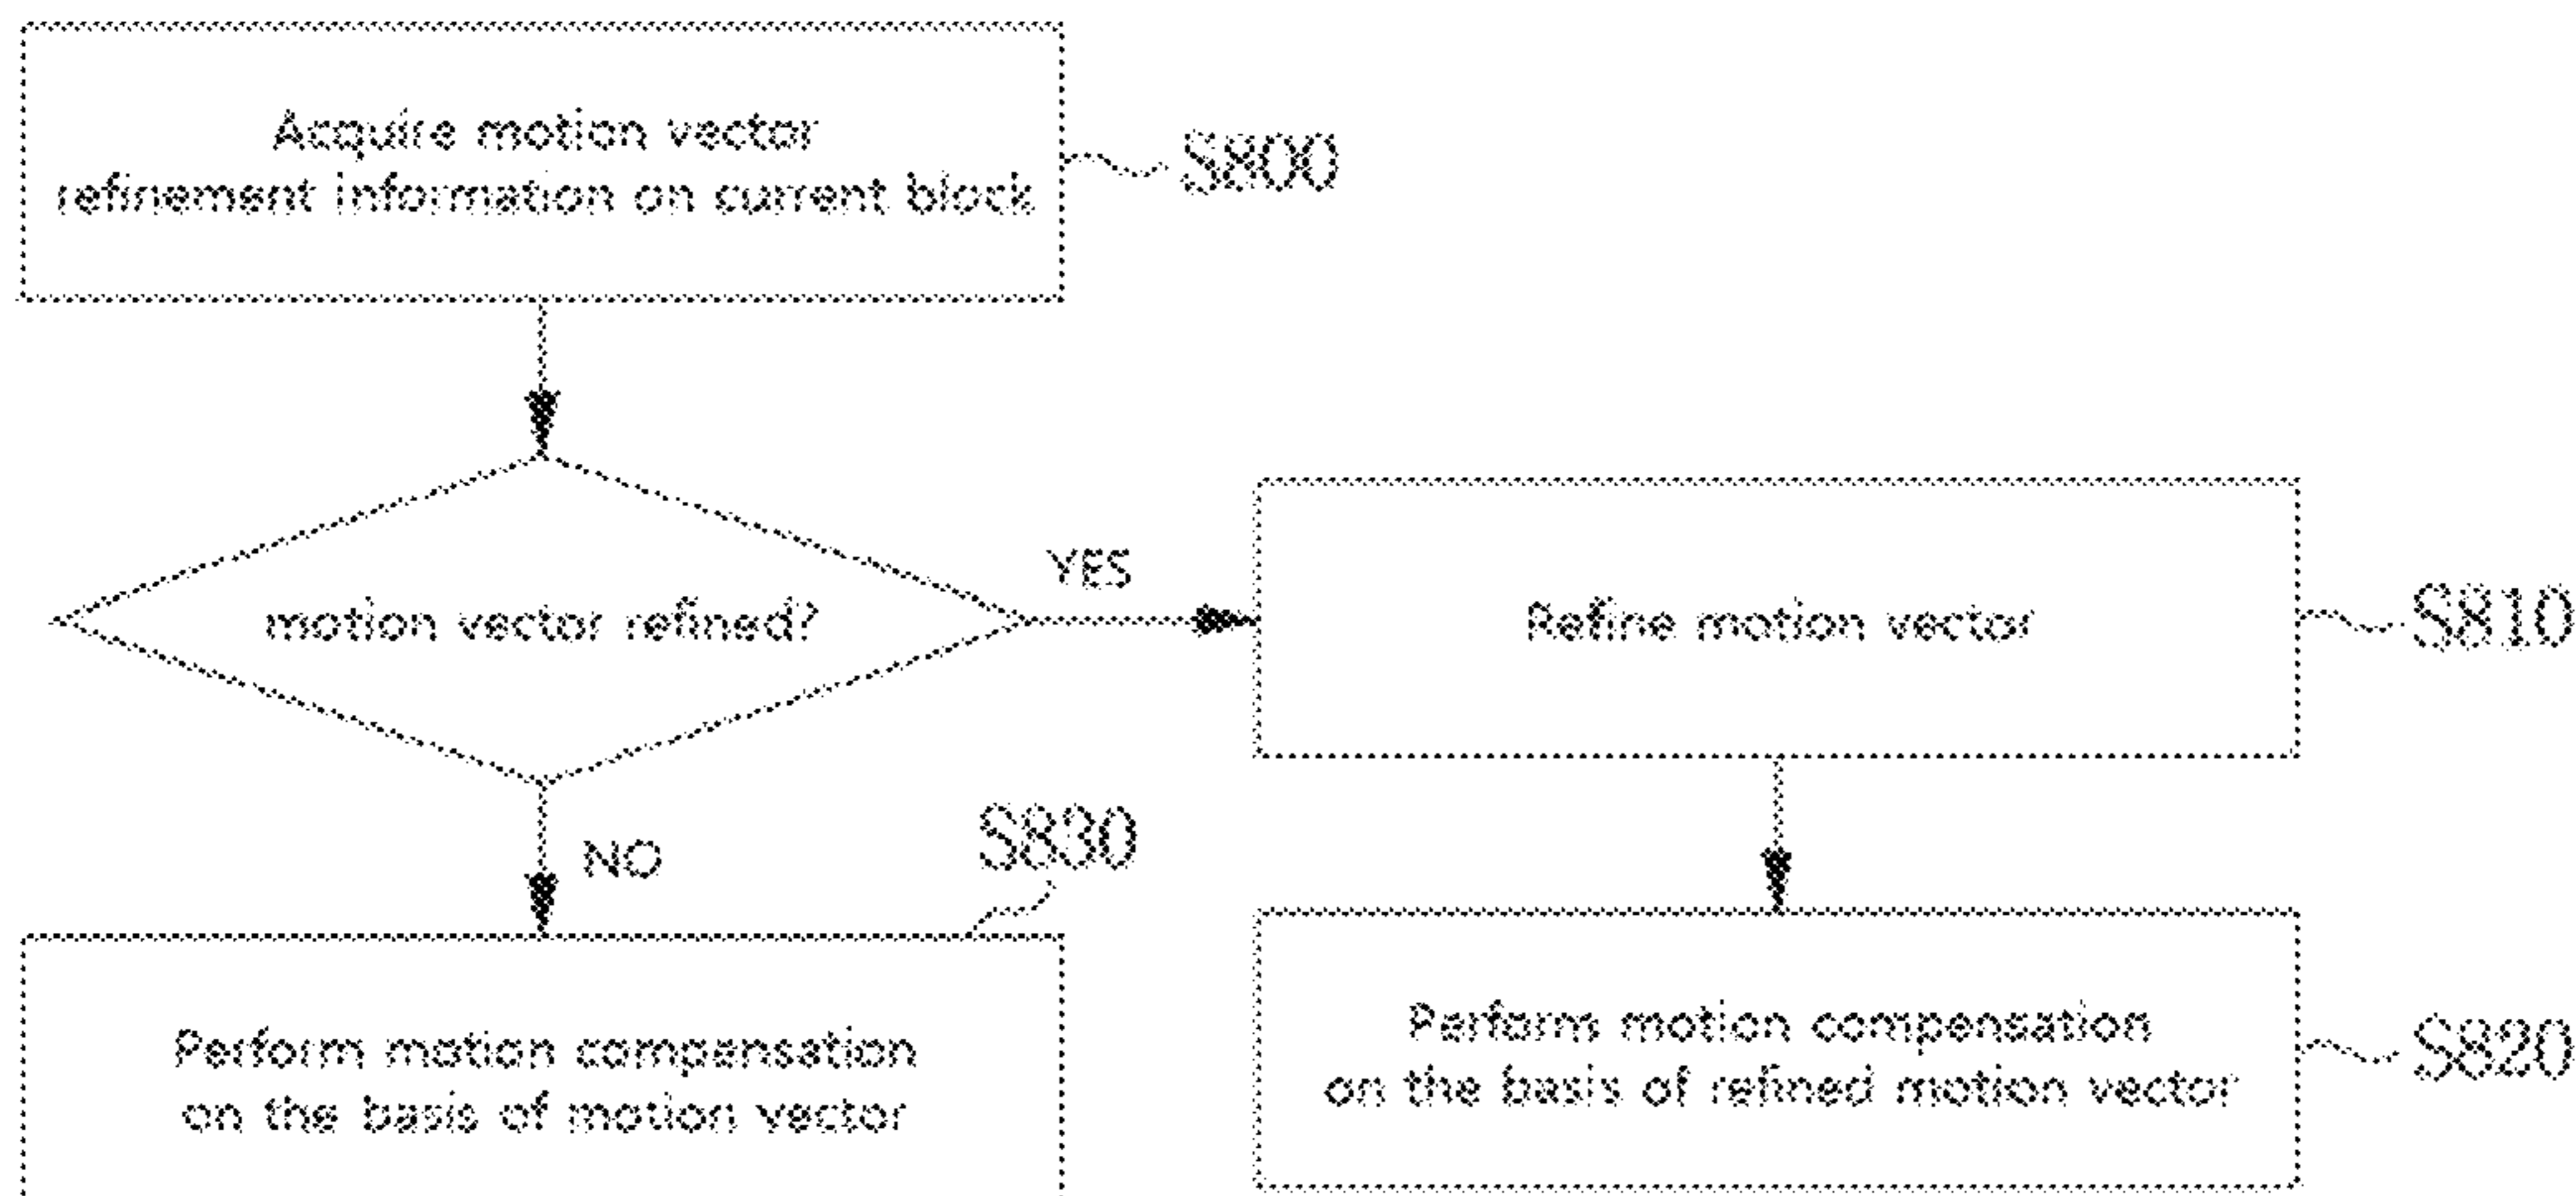 Acquire motion vector
refinement information on current block
S800
motion vector refined?
YES
Refine motion vector
S810
NO
S830
Perform motion compensation
on the basis of motion vector
Perform motion compensation
on the basis of refined motion vector
S820